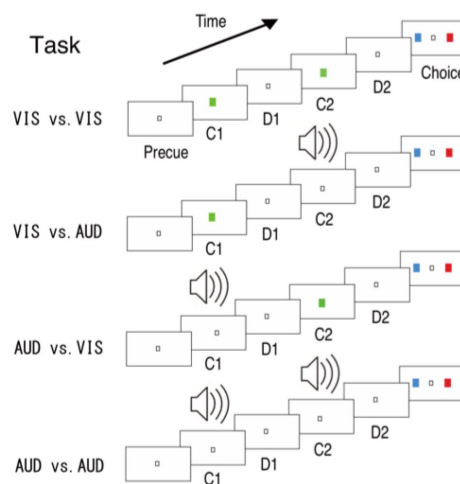 Time
Task
Choice
D2
C2
D1
C1
Precue
VIS vs. VIS
D2
C2
D1
C1
VIS vs. AUD
D2
C2
D1
C1
AUD vs. VIS
D2
C2
D1
C1
AUD vs. AUD